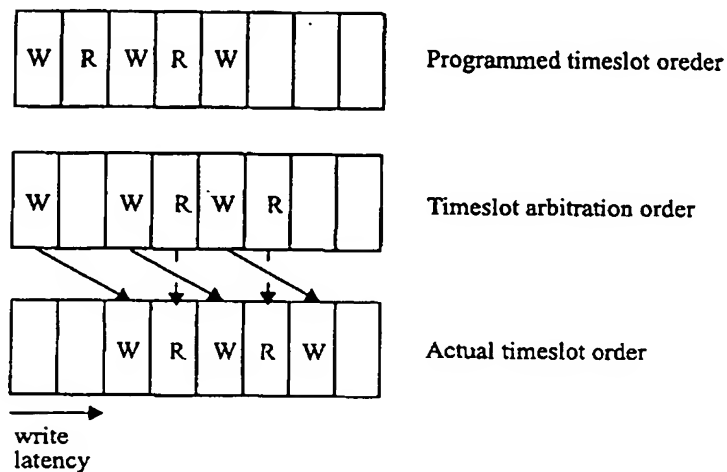 W R W R W
Programmed timeslot oreder
W W R W R
Timeslot arbitration order
W R W R W
Actual timeslot order
write
latency